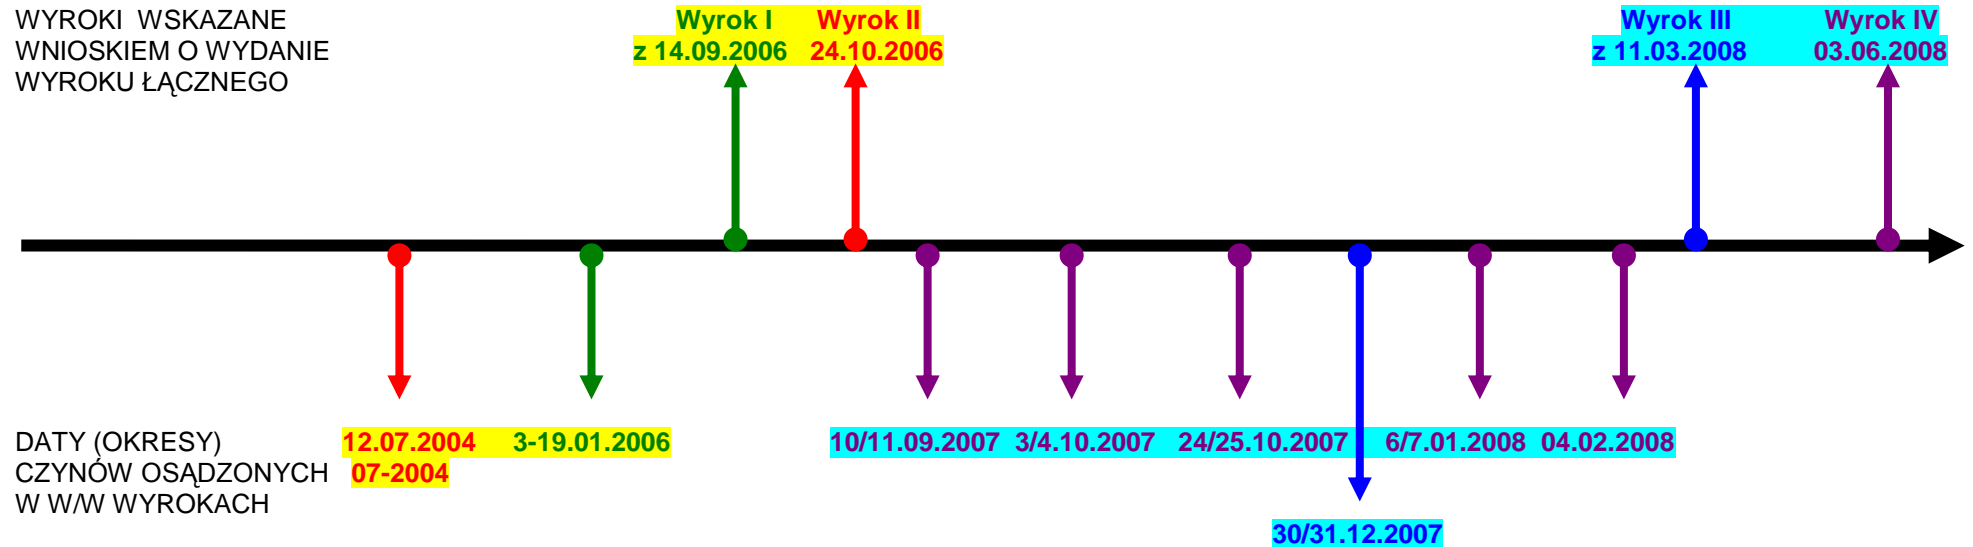 WYROKI WSKAZANE
WNIOSKIEM O WYDANIE
WYROKU ŁĄCZNEGO
Wyrok I Wyrok II
z 14.09.2006 24.10.2006
Wyrok III Wyrok IV
z 11.03.2008 03.06.2008
DATY (OKRESY)
CZYNÓW OSĄDZONYCH
W W/W WYROKACH
12.07.2004 3-19.01.2006
07-2004
10/11.09.2007 3/4.10.2007 24/25.10.2007 6/7.01.2008 04.02.2008
30/31.12.2007